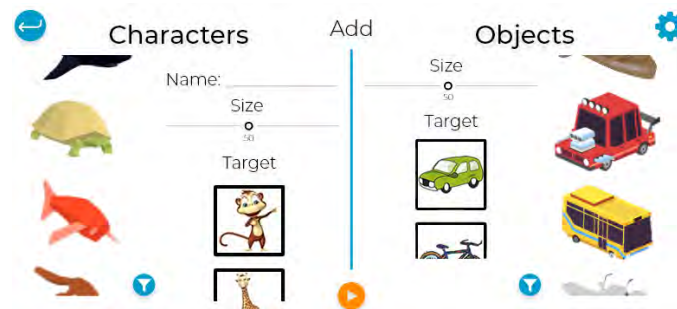 Characters
Add
Objects
Name:
Size
50
Target
Size
50
Target